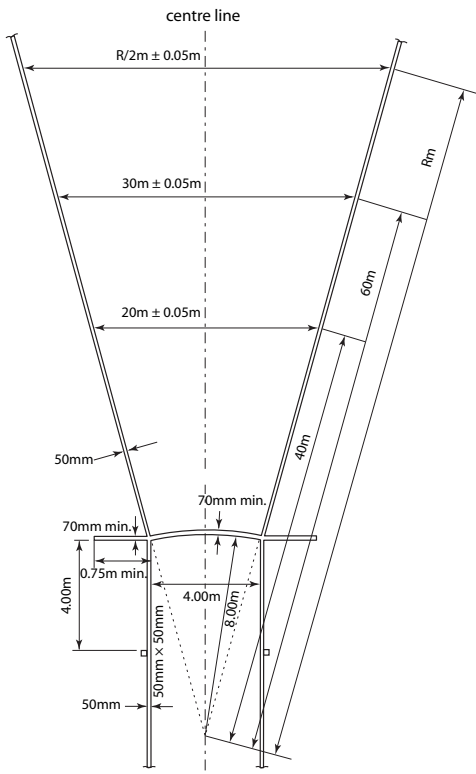 centre line
R/2m ± 0.05m
Rm
30m ± 0.05m
60m
20m ± 0.05m
40m
50mm
70mm min.
70mm min.
0.75m min.
4.00m
4.00m
8.00m
50mm × 50mm
50mm